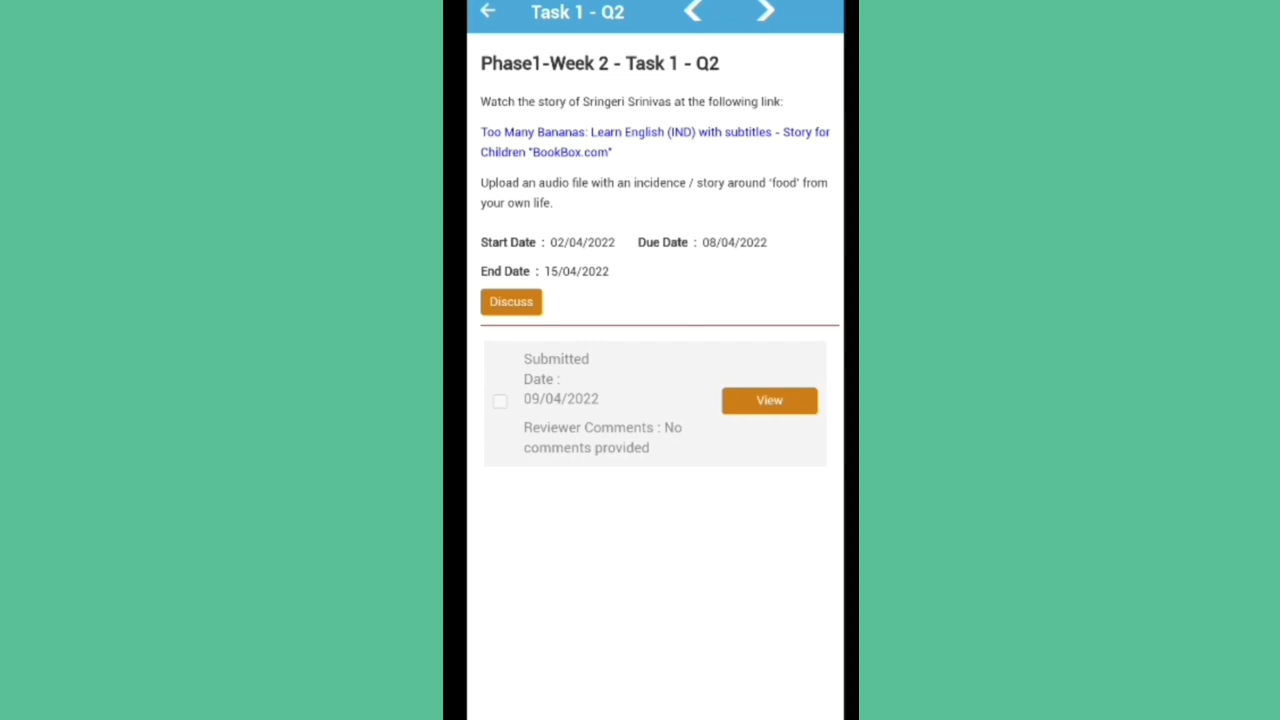 Task 1 - Q2
Phase1-Week 2 - Task 1 - Q2
Watch the story of Sringeri Srinivas at the following link:
Too Many Bananas: Learn English (IND) with subtitles - Story for
Children "BookBox.com"
Upload an audio file with an incidence / story around 'food' from
your own life.
Start Date : 02/04/2022 Due Date : 08/04/2022
End Date : 15/04/2022
Discuss
Submitted
Date :
09/04/2022
View
Reviewer Comments : No
comments provided